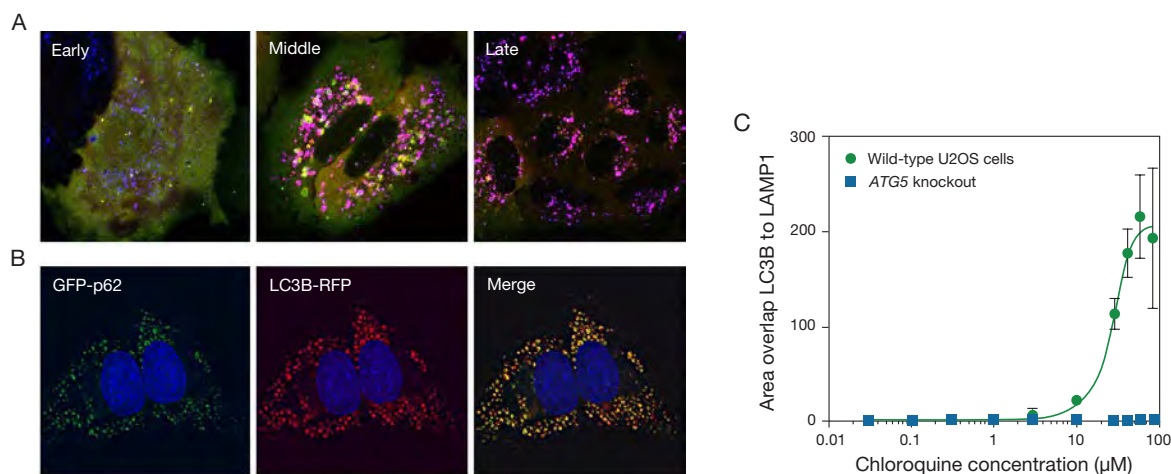 A
Early
Middle
Late
B
GFP-p62
LC3B-RFP
Merge
C
Area overlap LC3B to LAMP1
300
200
100
0
Wild-type U2OS cells
ATG5 knockout
0.01
0.1
1
10
100
Chloroquine concentration (µM)